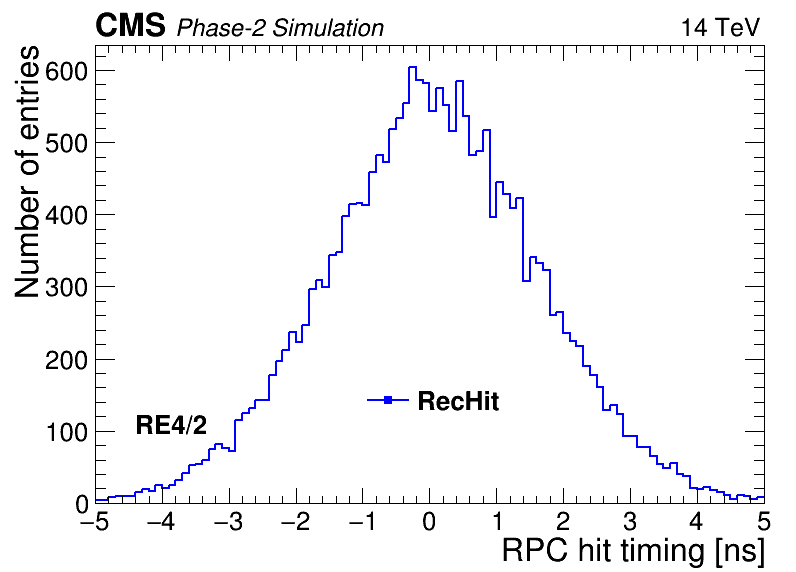 CMS Phase-2 Simulation 14 TeV
Number of entries
600
500
400
300
200
100
0
RE4/2
RecHit
−5 −4 −3 −2 −1 0 1 2 3 4 5
RPC hit timing [ns]